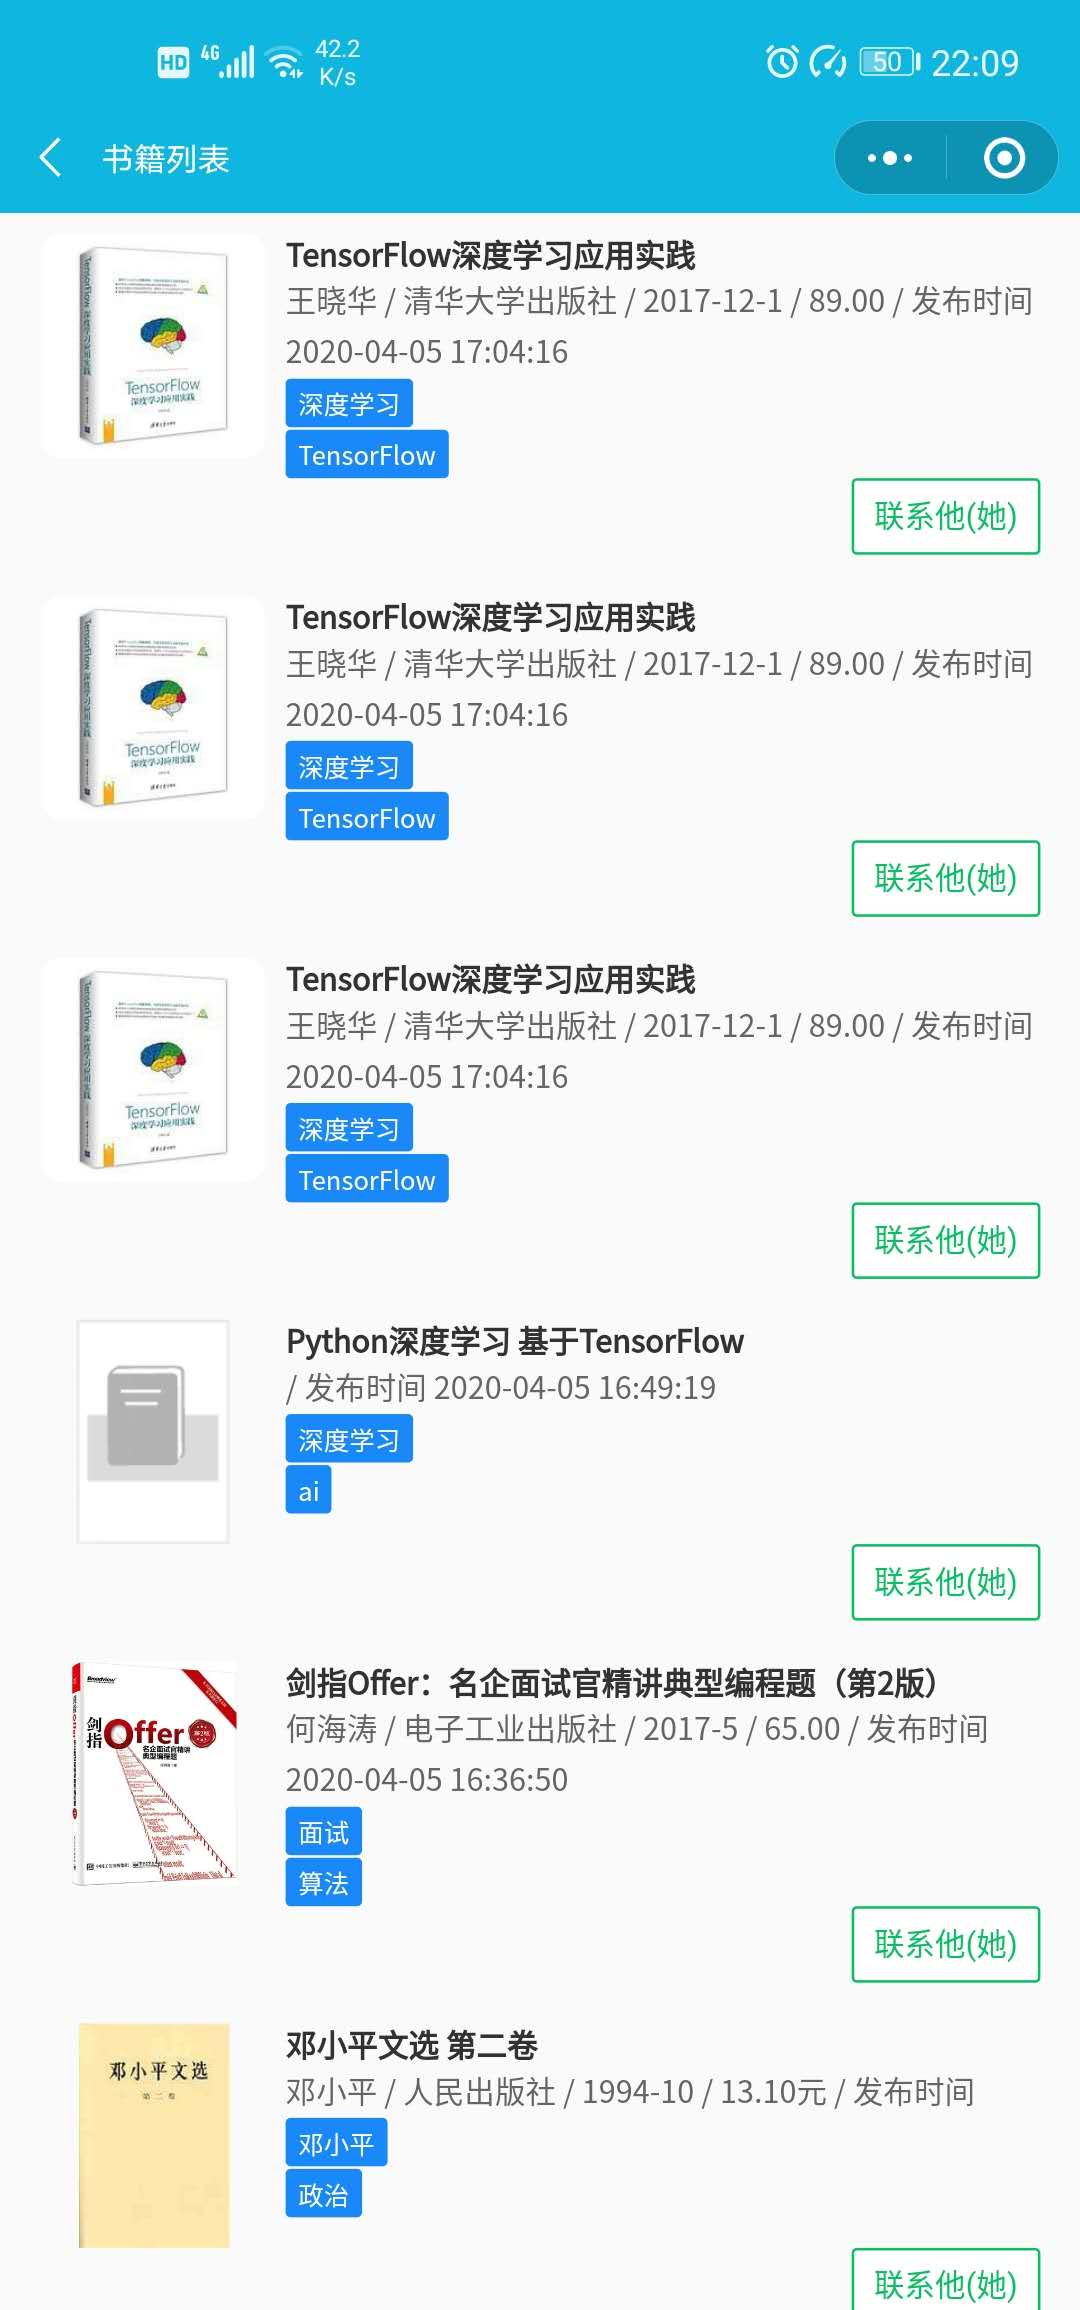 HD 4G 42.2 K/s 50 22:09
书籍列表
TensorFlow深度学习应用实践
王晓华 / 清华大学出版社 / 2017-12-1 / 89.00 / 发布时间
2020-04-05 17:04:16
深度学习
TensorFlow
TensorFlow
深度学习应用实践
联系他(她)
TensorFlow深度学习应用实践
王晓华 / 清华大学出版社 / 2017-12-1 / 89.00 / 发布时间
2020-04-05 17:04:16
深度学习
TensorFlow
TensorFlow
深度学习应用实践
联系他(她)
TensorFlow深度学习应用实践
王晓华 / 清华大学出版社 / 2017-12-1 / 89.00 / 发布时间
2020-04-05 17:04:16
深度学习
TensorFlow
TensorFlow
深度学习应用实践
联系他(她)
Python深度学习 基于TensorFlow
/ 发布时间 2020-04-05 16:49:19
深度学习
ai
联系他(她)
剑指Offer：名企面试官精讲典型编程题（第2版）
何海涛 / 电子工业出版社 / 2017-5 / 65.00 / 发布时间
2020-04-05 16:36:50
面试
算法
Broadview
剑指Offer
名企面试官精讲
典型编程题
联系他(她)
邓小平文选 第二卷
邓小平 / 人民出版社 / 1994-10 / 13.10元 / 发布时间
邓小平
政治
邓小平文选
第二卷
联系他(她)